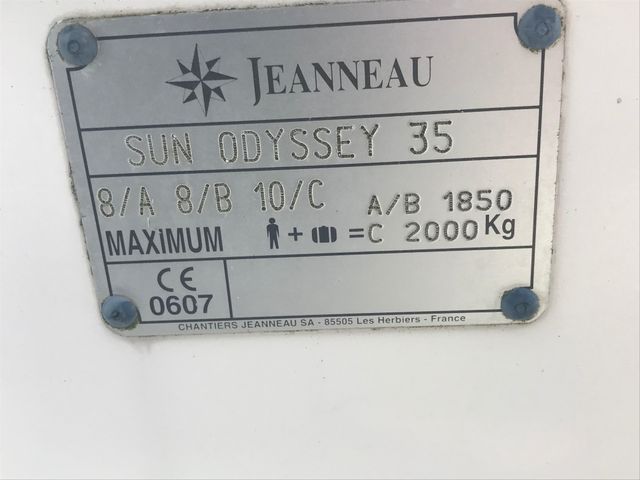 JEANNEAU
SUN ODYSSEY 35
8/A 8/B 10/C A/B 1850
MAXiMUM + = C 2000 Kg
CE
0607
CHANTIERS JEANNEAU SA - 85505 Les Herbiers - France